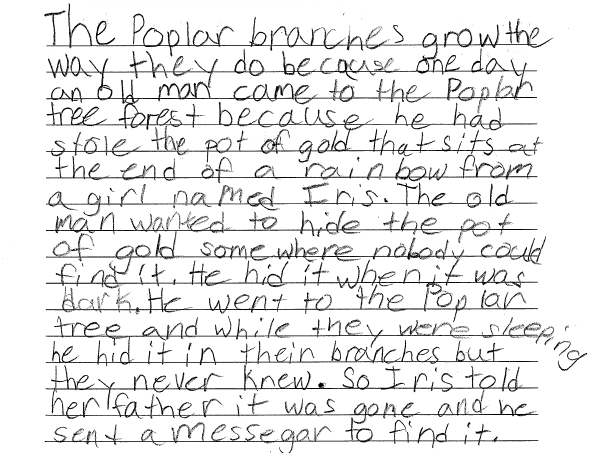 The Poplar branches grow the
way they do because one day
an old man came to the Poplar
tree forest because he had
stole the pot of gold that sits at
the end of a rainbow from
a girl named Iris. The old
man wanted to hide the pot
of gold somewhere nobody could
find it. He hid it when it was
dark. He went to the Poplar
tree and while they were sleeping
he hid it in their branches but
they never knew. So Iris told
her father it was gone and he
sent a messegar to find it.